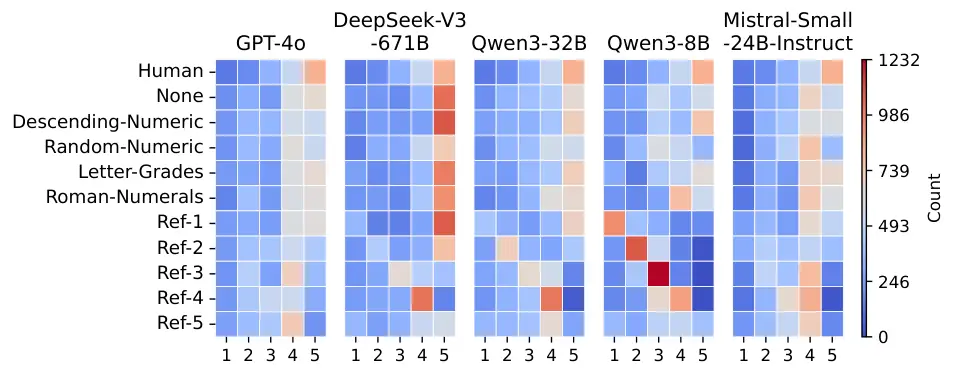 DeepSeek-V3
Mistral-Small
GPT-4o
-671B
Qwen3-32B
Qwen3-8B
-24B-Instruct
Human
None
Descending-Numeric
Random-Numeric
Letter-Grades
Roman-Numerals
Ref-1
Ref-2
Ref-3
Ref-4
Ref-5
1 2 3 4 5
1 2 3 4 5
1 2 3 4 5
1 2 3 4 5
1 2 3 4 5
1232
986
739
493
246
0
Count